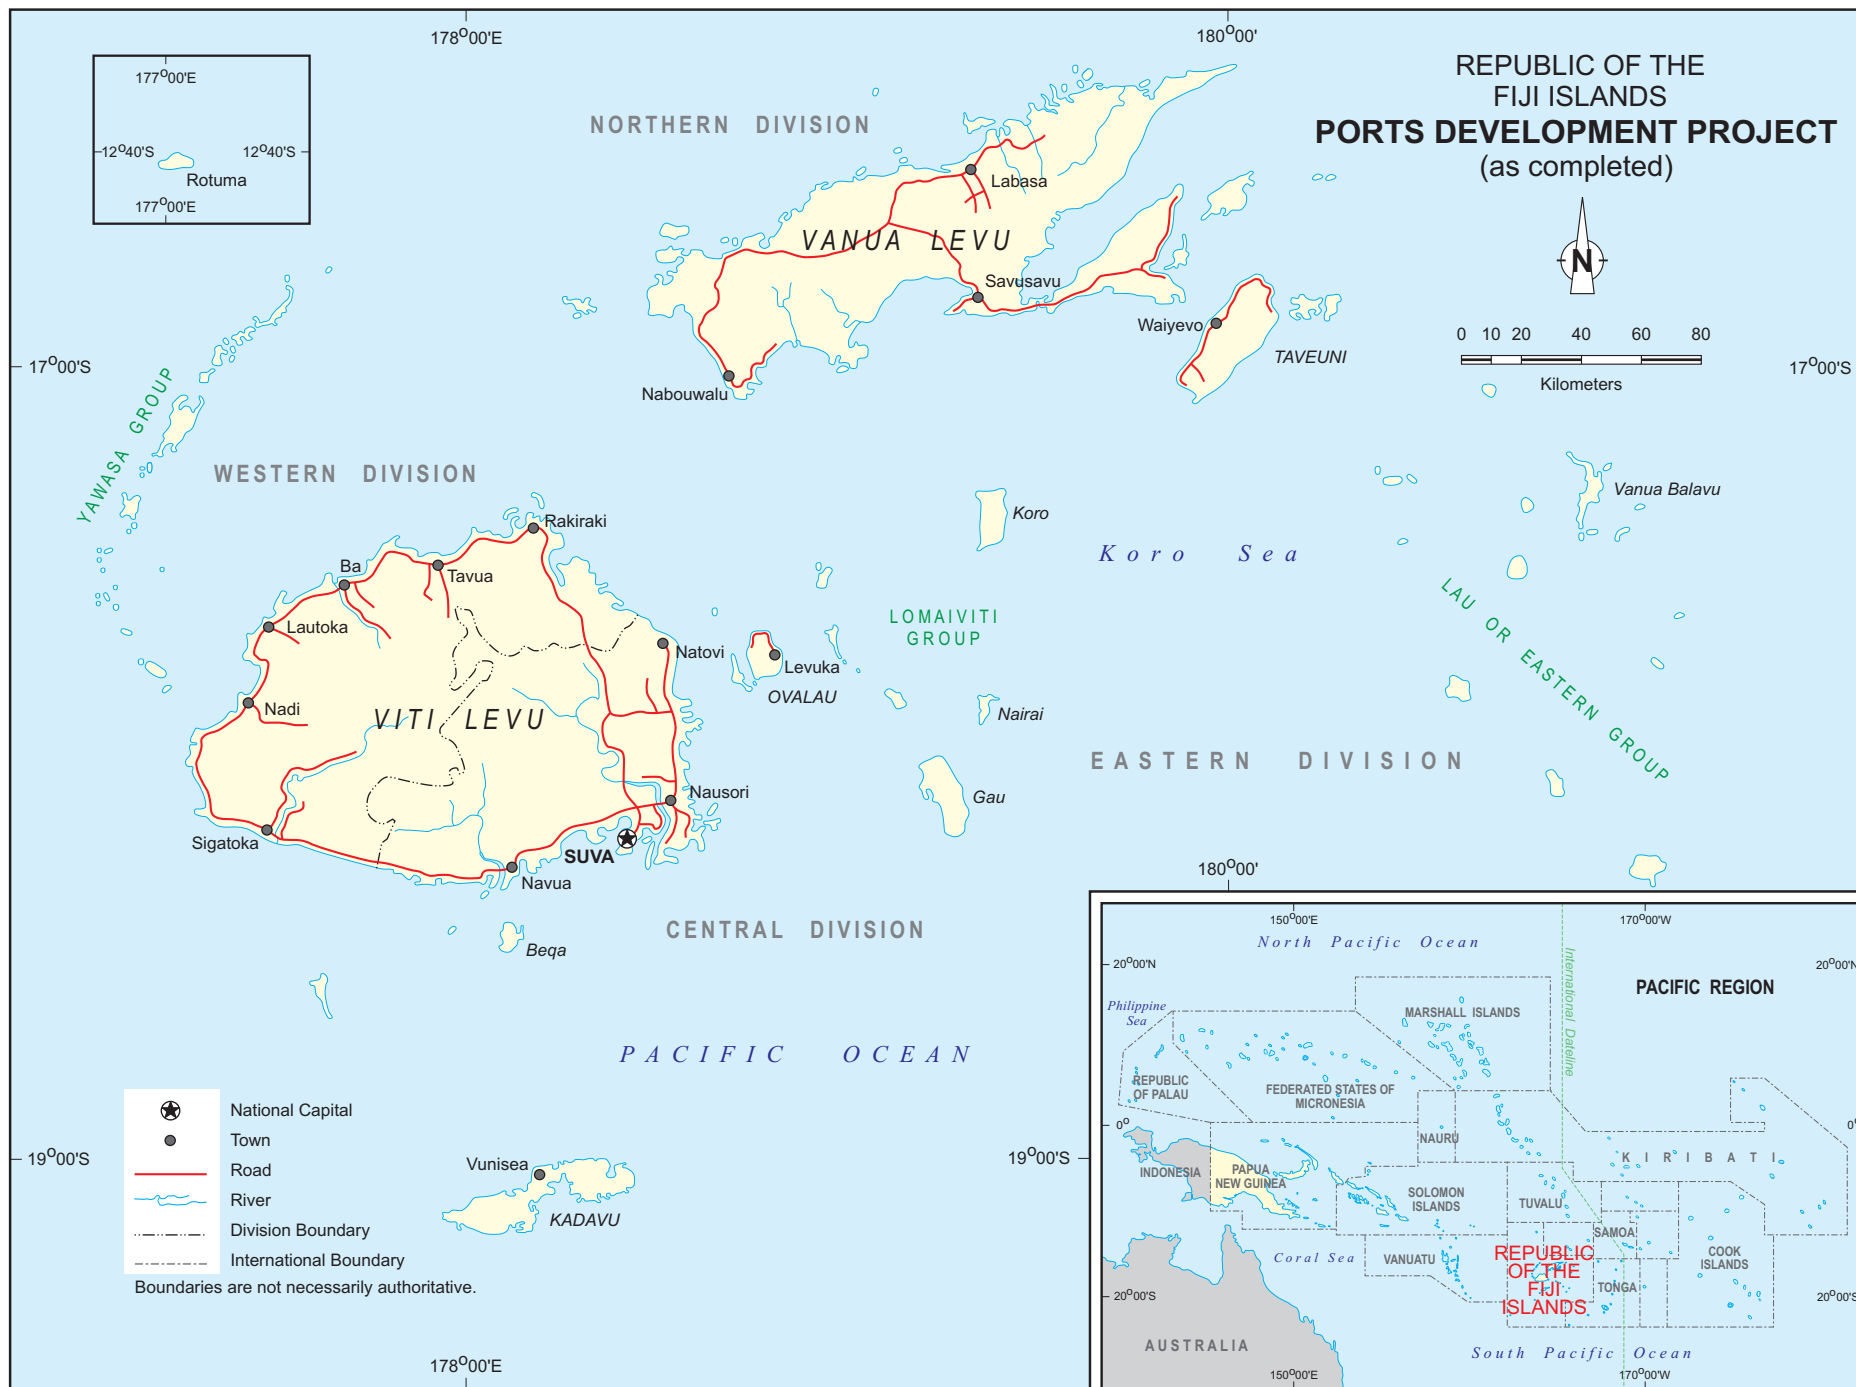 178°00'E
180°00'
REPUBLIC OF THE
FIJI ISLANDS
PORTS DEVELOPMENT PROJECT
(as completed)
177°00'E
12°40'S
12°40'S
Rotuma
177°00'E
NORTHERN DIVISION
Labasa
VANUA LEVU
Savusavu
Waiyevo
TAVEUNI
Nabouwalu
N
0 10 20 40 60 80
Kilometers
17°00'S
17°00'S
YAWASA GROUP
WESTERN DIVISION
Vanua Balavu
Koro
Koro Sea
Rakiraki
Ba
Tavua
Lautoka
Natovi
LOMAIVITI
GROUP
LAU OR EASTERN GROUP
Levuka
OVALAU
Nadi
VITI LEVU
Nairai
EASTERN DIVISION
Nausori
Gau
Sigatoka
SUVA
Navua
180°00'
CENTRAL DIVISION
Beqa
PACIFIC OCEAN
National Capital
Town
Road
River
Division Boundary
International Boundary
Boundaries are not necessarily authoritative.
19°00'S
19°00'S
Vunisea
KADAVU
178°00'E
150°00'E
170°00'W
North Pacific Ocean
International Dateline
20°00'N
20°00'N
PACIFIC REGION
Philippine
Sea
MARSHALL ISLANDS
REPUBLIC
OF PALAU
FEDERATED STATES OF
MICRONESIA
0°
0°
NAURU
KIRIBATI
INDONESIA
PAPUA
NEW GUINEA
SOLOMON
ISLANDS
TUVALU
SAMOA
COOK
ISLANDS
Coral Sea
VANUATU
REPUBLIC
OF THE
FIJI
ISLANDS
TONGA
20°00'S
20°00'S
AUSTRALIA
South Pacific Ocean
150°00'E
170°00'W